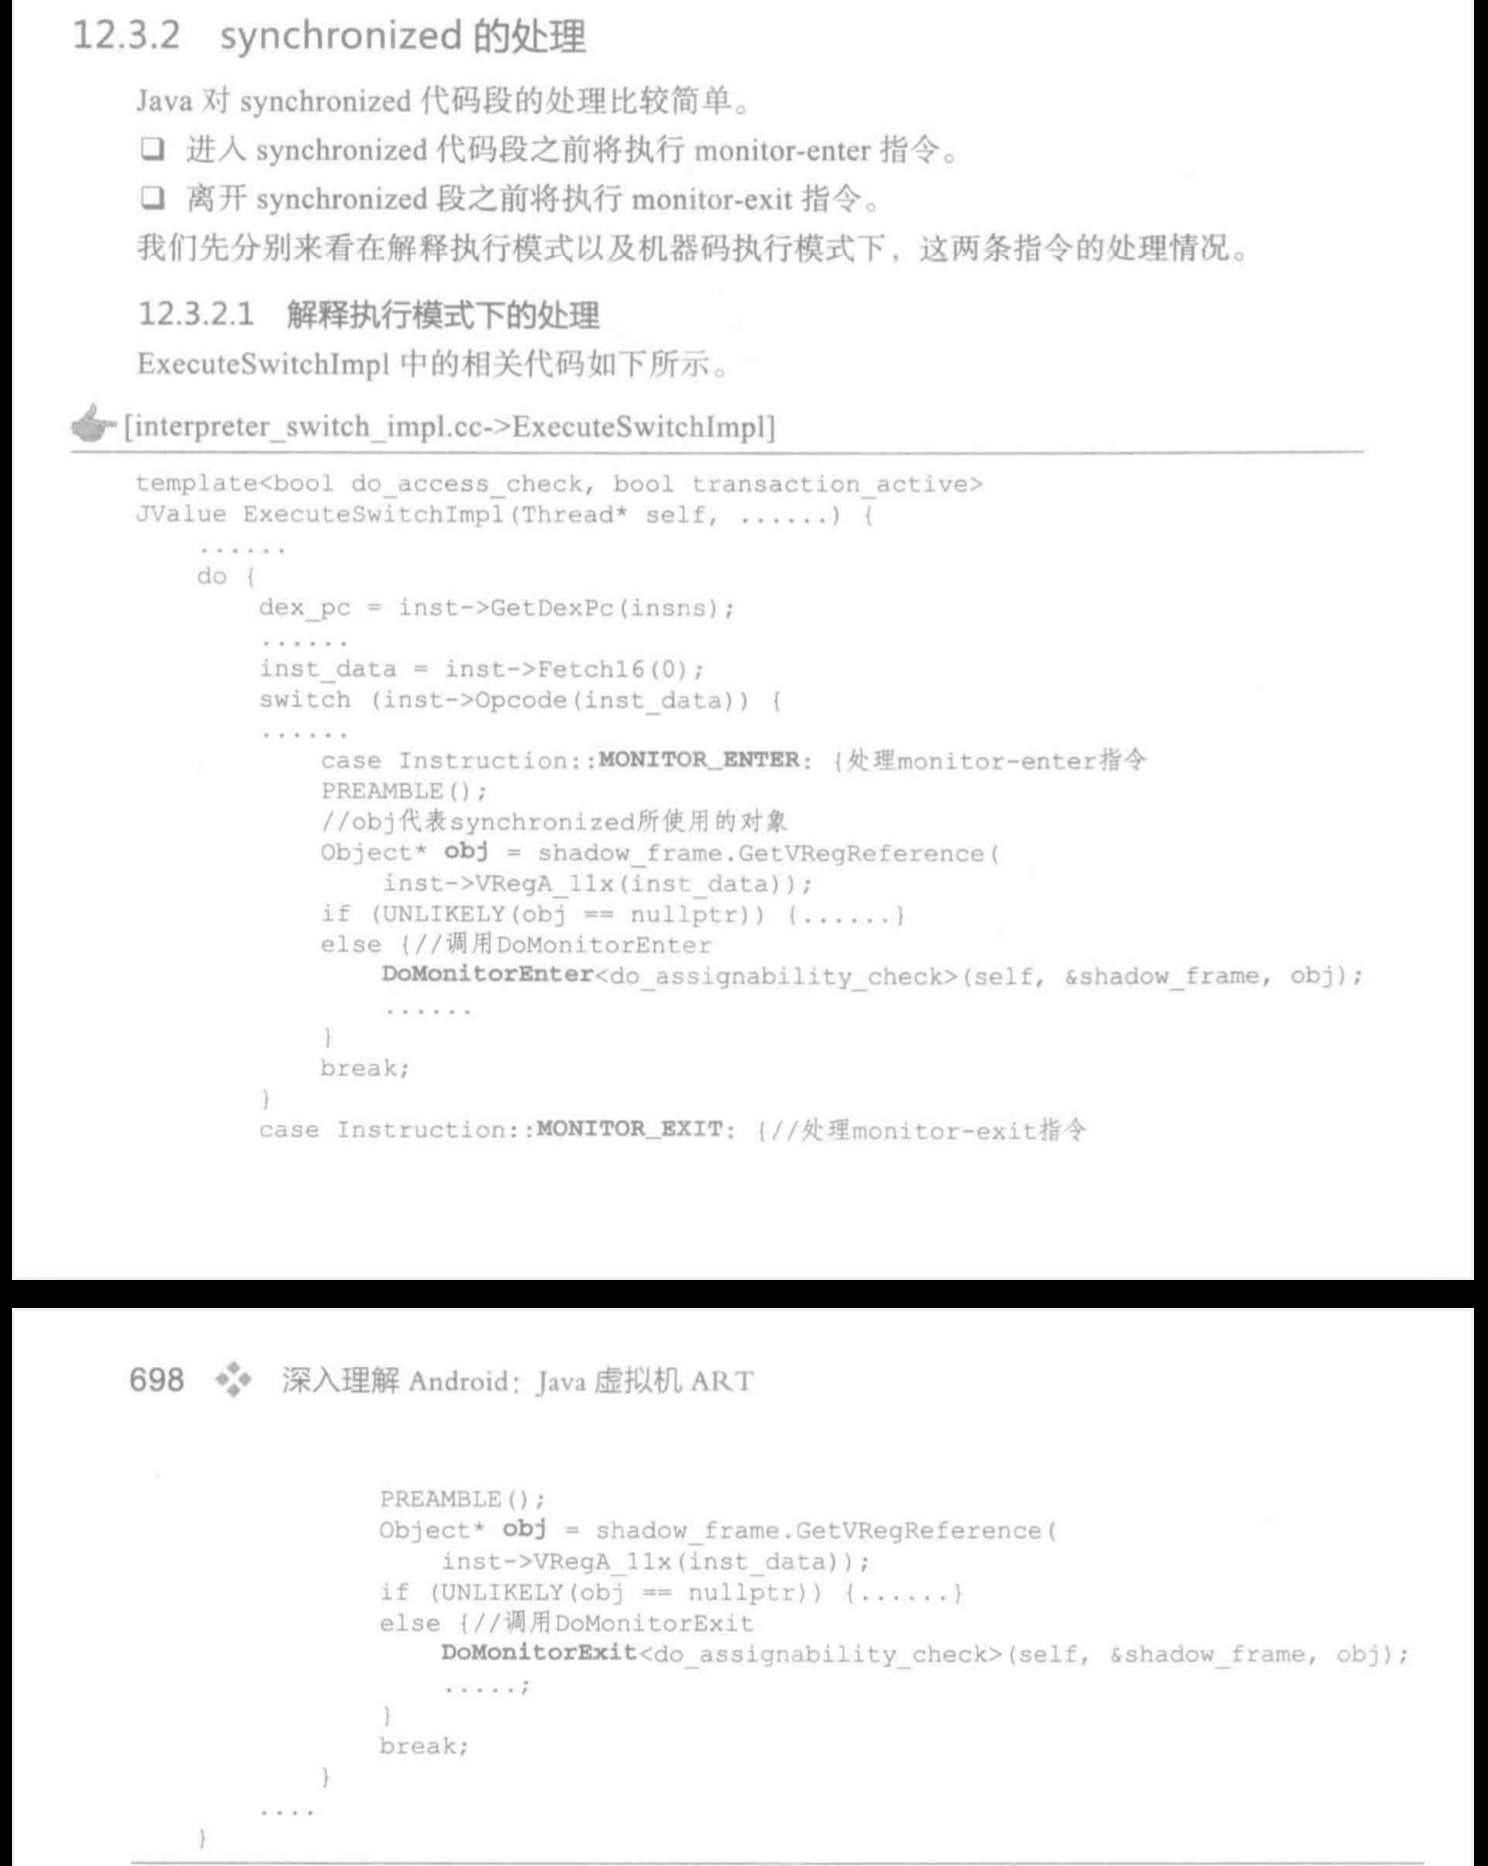 12.3.2 synchronized 的处理
Java 对 synchronized 代码段的处理比较简单。
❑ 进入 synchronized 代码段之前将执行 monitor-enter 指令。
❑ 离开 synchronized 段之前将执行 monitor-exit 指令。
我们先分别来看在解释执行模式以及机器码执行模式下，这两条指令的处理情况。
12.3.2.1 解释执行模式下的处理
ExecuteSwitchImpl 中的相关代码如下所示。
[interpreter_switch_impl.cc->ExecuteSwitchImpl]
template<bool do_access_check, bool transaction_active>
JValue ExecuteSwitchImpl(Thread* self, ......) {
......
do {
dex_pc = inst->GetDexPc(insns);
......
inst_data = inst->Fetch16(0);
switch (inst->Opcode(inst_data)) {
......
case Instruction::MONITOR_ENTER: {处理monitor-enter指令
PREAMBLE();
//obj代表synchronized所使用的对象
Object* obj = shadow_frame.GetVRegReference(
inst->VRegA_11x(inst_data));
if (UNLIKELY(obj == nullptr)) {......}
else {//调用DoMonitorEnter
DoMonitorEnter<do_assignability_check>(self, &shadow_frame, obj);
......
}
break;
}
case Instruction::MONITOR_EXIT: {//处理monitor-exit指令
698 深入理解 Android：Java 虚拟机 ART
PREAMBLE();
Object* obj = shadow_frame.GetVRegReference(
inst->VRegA_11x(inst_data));
if (UNLIKELY(obj == nullptr)) {......}
else {//调用DoMonitorExit
DoMonitorExit<do_assignability_check>(self, &shadow_frame, obj);
.....;
}
break;
}
....
}